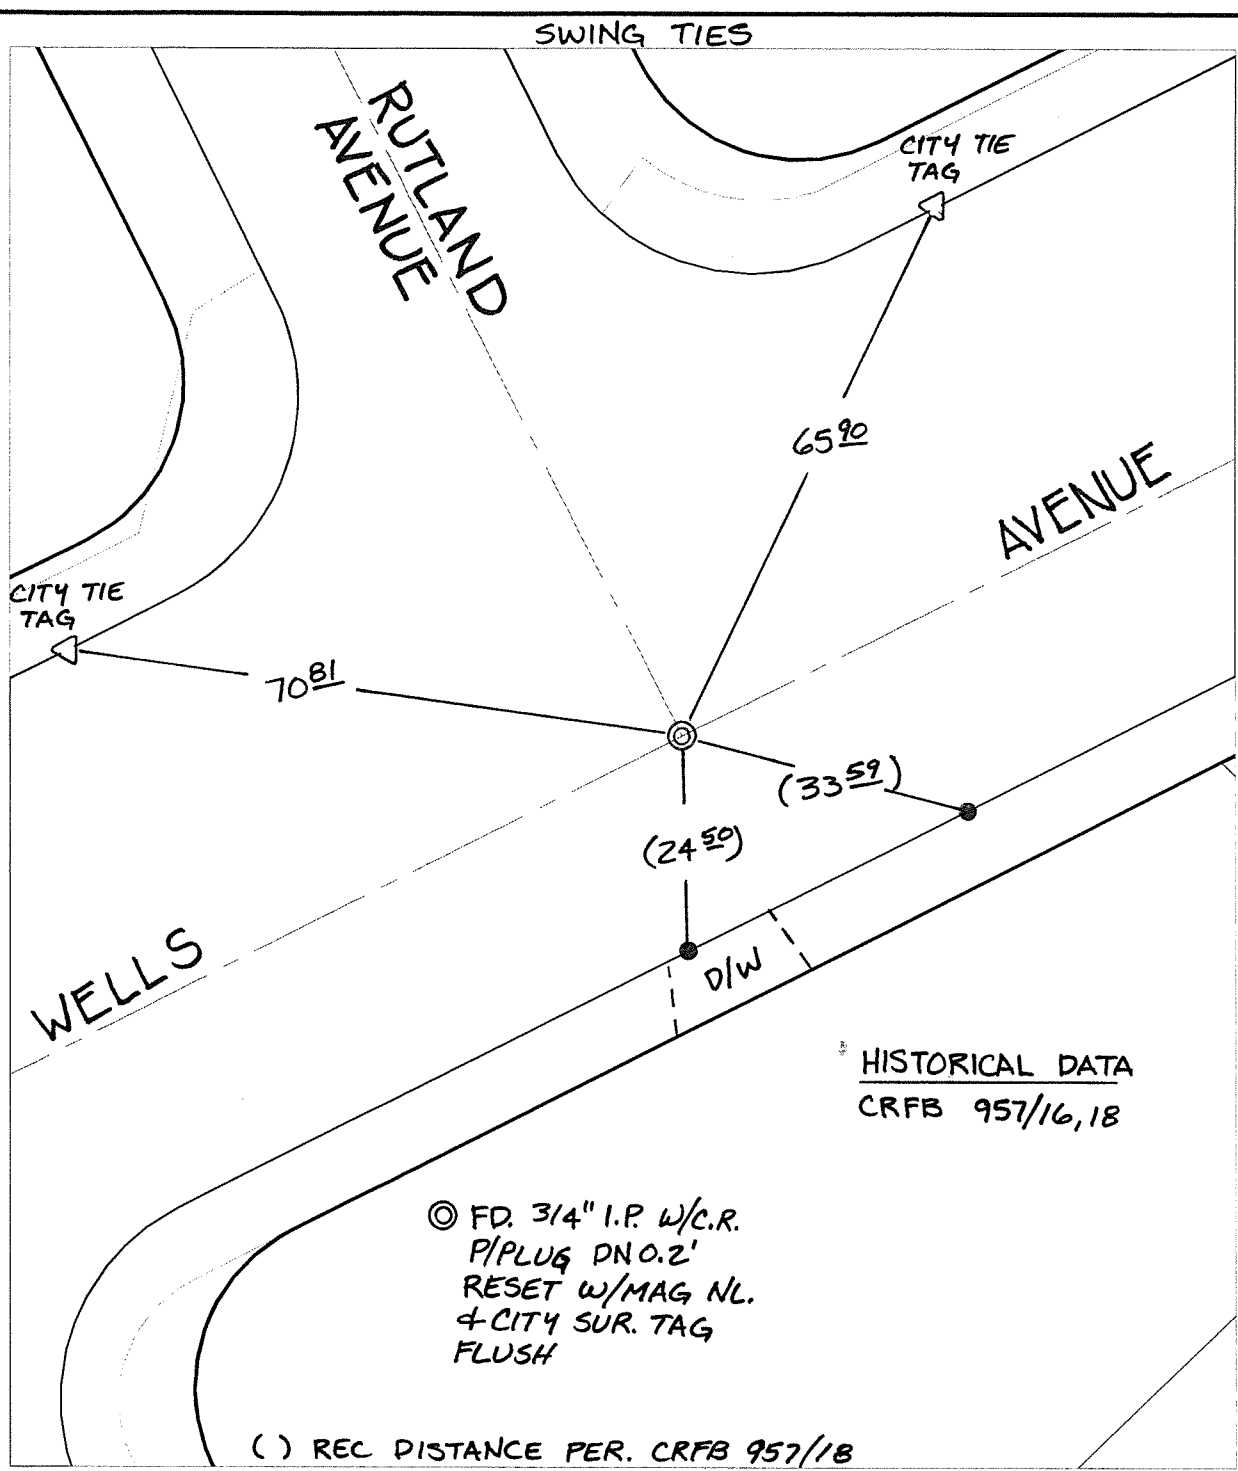 SWING TIES
RUTLAND
AVENUE
CITY TIE
TAG
65 90
AVENUE
CITY TIE
TAG
70 81
(33 59)
(24 50)
WELLS
D/W
HISTORICAL DATA
CRFB 957/16,18
FD. 3/4" I.P. W/C.R.
P/PLUG DN 0.2'
RESET W/MAG NL.
& CITY SUR. TAG
FLUSH
( ) REC DISTANCE PER. CRFB 957/18